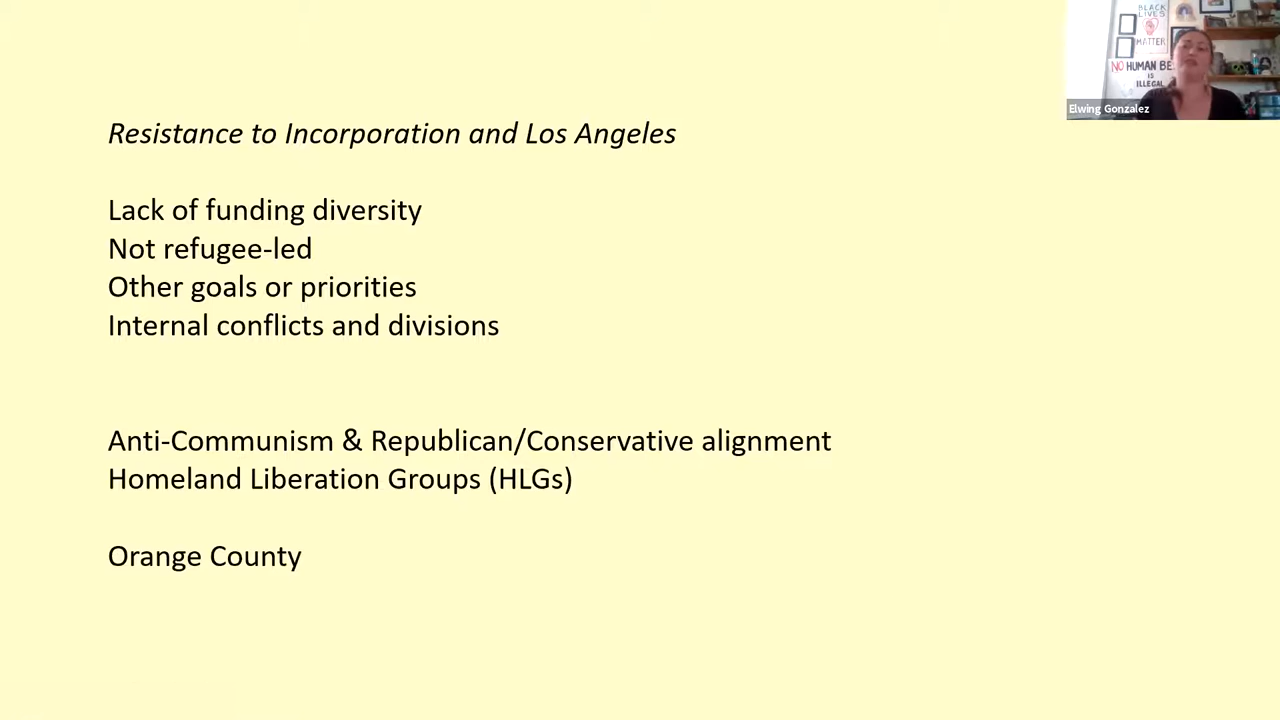 Resistance to Incorporation and Los Angeles
Lack of funding diversity
Not refugee-led
Other goals or priorities
Internal conflicts and divisions
Anti-Communism & Republican/Conservative alignment
Homeland Liberation Groups (HLGs)
Orange County
BLACK
LIVES
MATTER
NO HUMAN BE
IS
ILLEGAL
Elwing Gonzalez